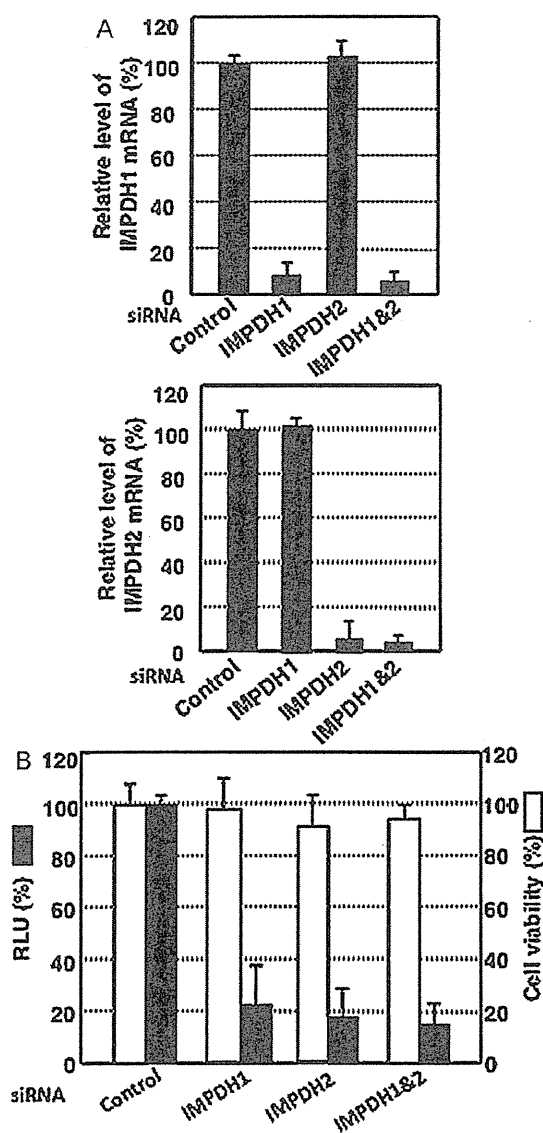 A
Relative level of
IMPDH1 mRNA (%)
120
100
80
60
40
20
0
siRNA
Control
IMPDH1
IMPDH2
IMPDH1&2
Relative level of
IMPDH2 mRNA (%)
120
100
80
60
40
20
0
siRNA
Control
IMPDH1
IMPDH2
IMPDH1&2
B
RLU (%)
120
100
80
60
40
20
0
120
100
80
60
40
20
0
Cell viability (%)
siRNA
Control
IMPDH1
IMPDH2
IMPDH1&2